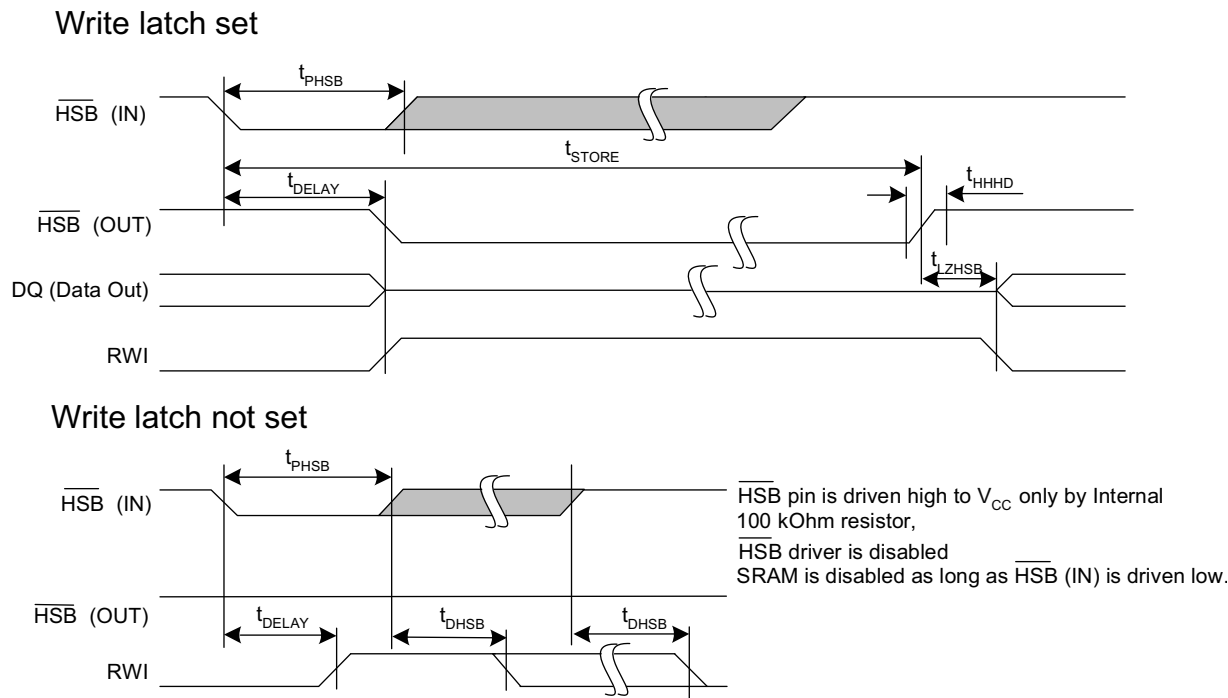 Write latch set
tPHSB
HSB (IN)
tSTORE
tDELAY
tHHHD
HSB (OUT)
tLZHSB
DQ (Data Out)
RWI
Write latch not set
tPHSB
HSB (IN)
HSB pin is driven high to VCC only by Internal
100 kOhm resistor,
HSB driver is disabled
SRAM is disabled as long as HSB (IN) is driven low.
HSB (OUT)
tDELAY
tDHSB
tDHSB
RWI